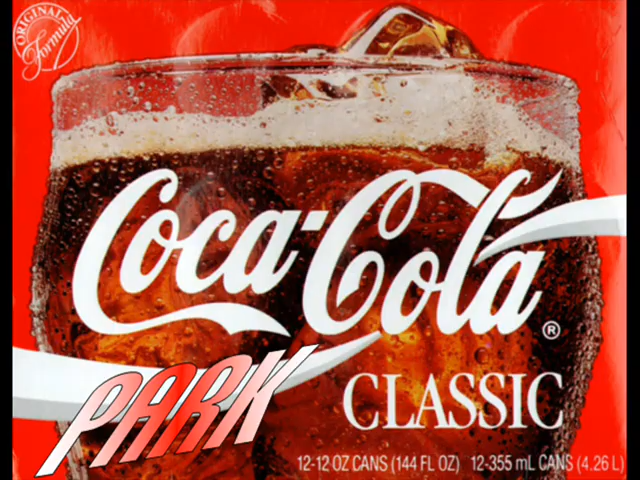 ORIGINAL
Formula
Coca-Cola®
PARK
CLASSIC
12-12 OZ CANS (144 FL OZ) 12-355 mL CANS (4.26 L)